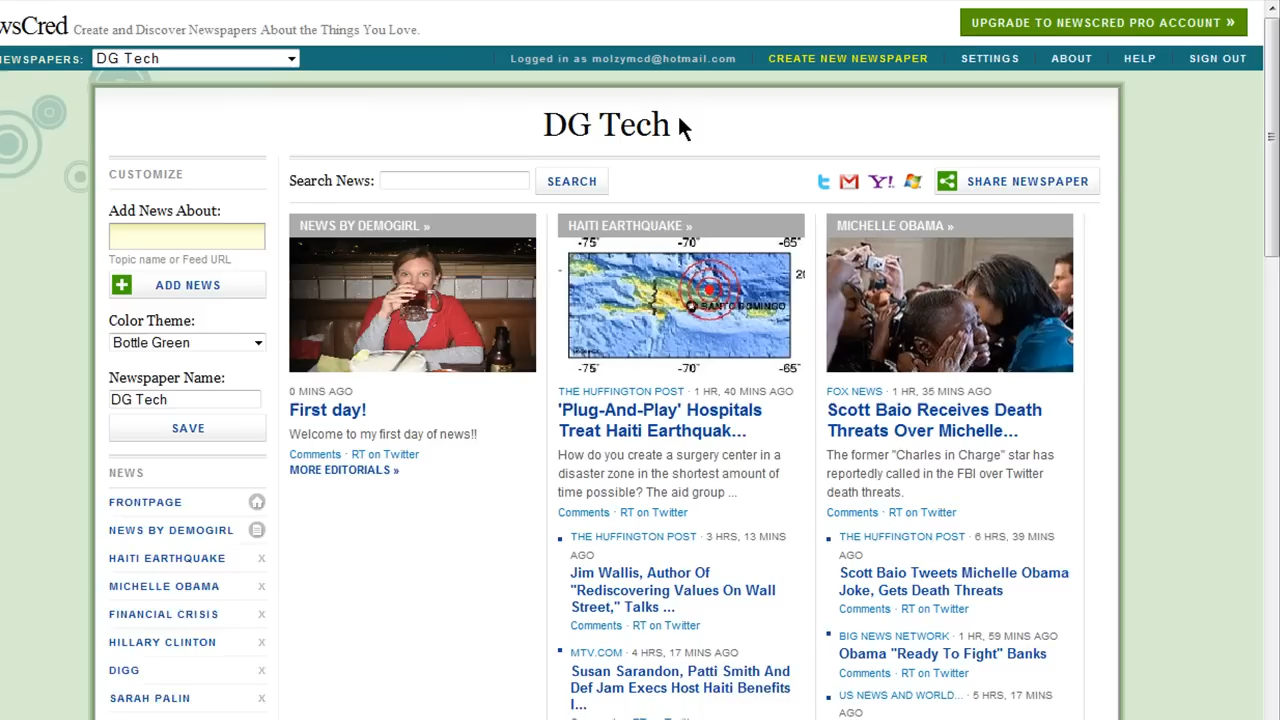 wsCred Create and Discover Newspapers About the Things You Love.
UPGRADE TO NEWSCRED PRO ACCOUNT »
EWSPAPERS: DG Tech
Logged in as molzymcd@hotmail.com
CREATE NEW NEWSPAPER
SETTINGS
ABOUT
HELP
SIGN OUT
DG Tech
CUSTOMIZE
Add News About:
Topic name or Feed URL
ADD NEWS
Color Theme:
Bottle Green
Newspaper Name:
DG Tech
SAVE
NEWS
FRONTPAGE
NEWS BY DEMOGIRL
HAITI EARTHQUAKE x
MICHELLE OBAMA x
FINANCIAL CRISIS x
HILLARY CLINTON x
DIGG x
SARAH PALIN x
Search News:
SEARCH
Y!
SHARE NEWSPAPER
NEWS BY DEMOGIRL »
0 MINS AGO
First day!
Welcome to my first day of news!!
Comments · RT on Twitter
MORE EDITORIALS »
HAITI EARTHQUAKE »
-75° -70° -65°
20
SANTO DOMINGO
-75° -70° -65°
THE HUFFINGTON POST · 1 HR, 40 MINS AGO
'Plug-And-Play' Hospitals
Treat Haiti Earthquak...
How do you create a surgery center in a
disaster zone in the shortest amount of
time possible? The aid group ...
Comments · RT on Twitter
THE HUFFINGTON POST · 3 HRS, 13 MINS
AGO
Jim Wallis, Author Of
"Rediscovering Values On Wall
Street," Talks ...
Comments · RT on Twitter
MTV.COM · 4 HRS, 17 MINS AGO
Susan Sarandon, Patti Smith And
Def Jam Execs Host Haiti Benefits
I...
MICHELLE OBAMA »
FOX NEWS · 1 HR, 35 MINS AGO
Scott Baio Receives Death
Threats Over Michelle...
The former "Charles in Charge" star has
reportedly called in the FBI over Twitter
death threats.
Comments · RT on Twitter
THE HUFFINGTON POST · 6 HRS, 39 MINS
AGO
Scott Baio Tweets Michelle Obama
Joke, Gets Death Threats
Comments · RT on Twitter
BIG NEWS NETWORK · 1 HR, 59 MINS AGO
Obama "Ready To Fight" Banks
Comments · RT on Twitter
US NEWS AND WORLD... · 5 HRS, 17 MINS
AGO